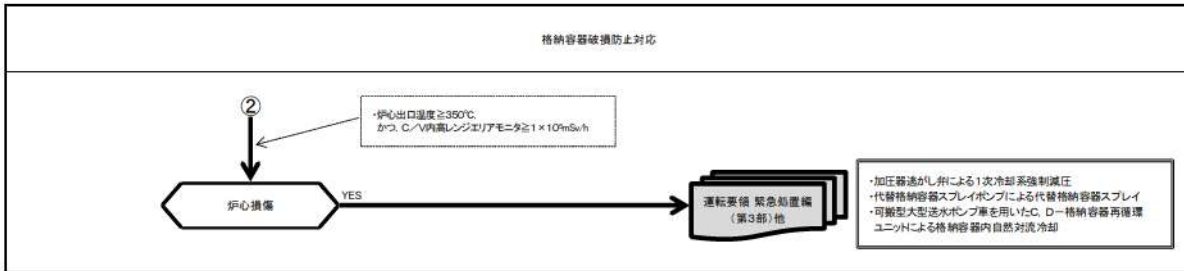 格納容器破損防止対応
②
・炉心出口温度≧350℃,
かつ, C/V内高レンジエリアモニタ≧1×10⁵mSv/h
炉心損傷
YES
運転要領 緊急処置編
(第3部)他
・加圧器逃がし弁による1次冷却系強制減圧
・代替格納容器スプレイポンプによる代替格納容器スプレイ
・可搬型大型送水ポンプ車を用いたC, D-格納容器再循環
ユニットによる格納容器内自然対流冷却